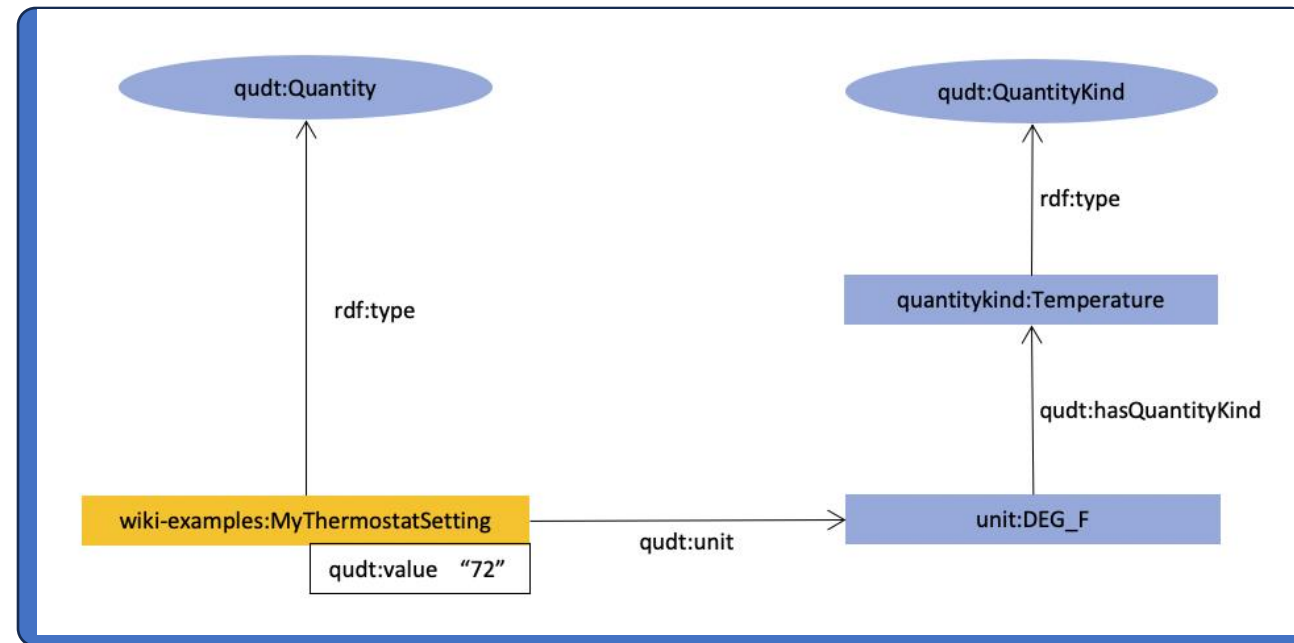 qudt:Quantity
qudt:QuantityKind
rdf:type
quantitykind:Temperature
rdf:type
qudt:hasQuantityKind
wiki-examples:MyThermostatSetting
unit:DEG_F
qudt:unit
qudt:value “72”